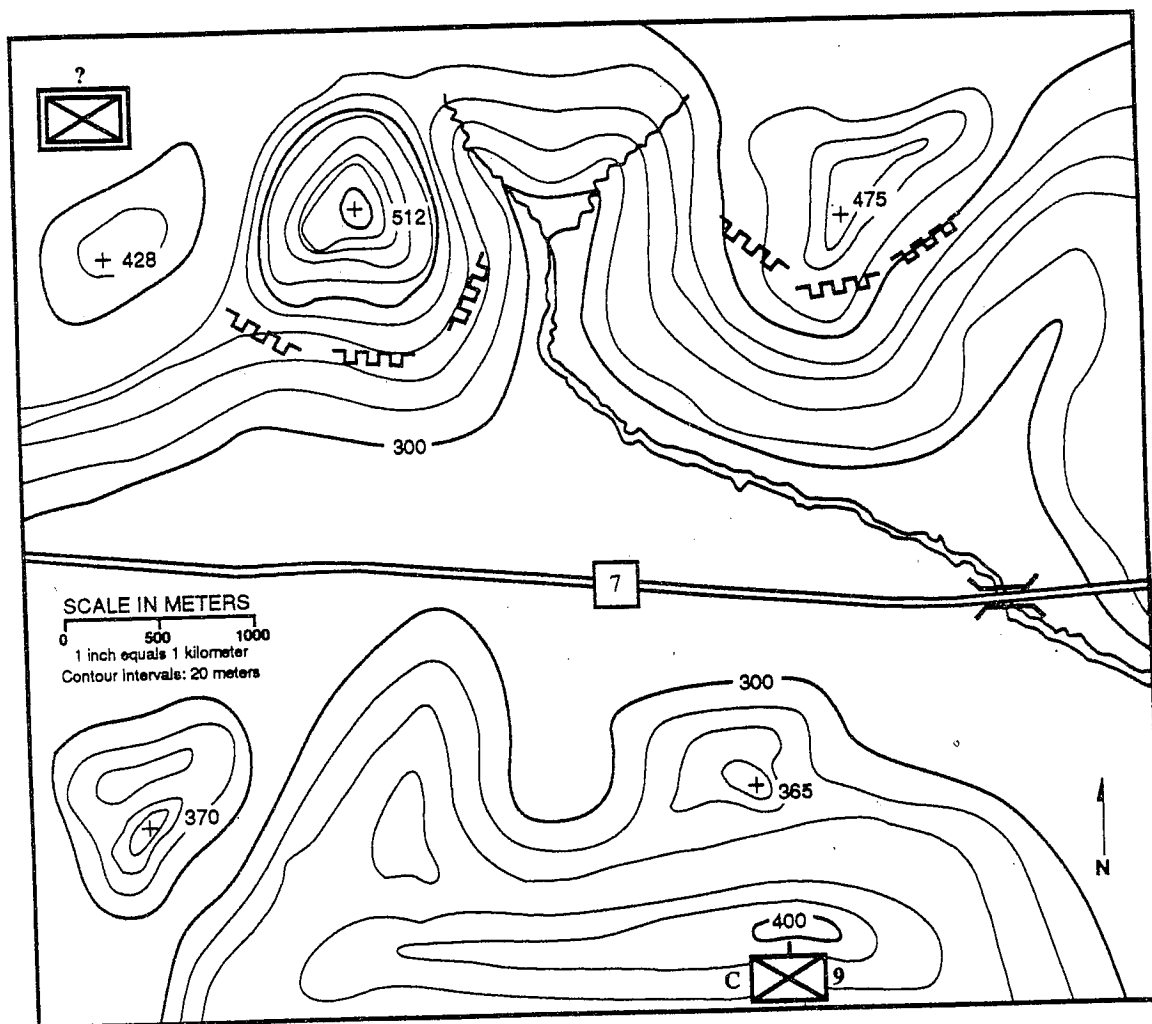 ?
475
512
428
300
7
SCALE IN METERS
0 500 1000
1 inch equals 1 kilometer
Contour intervals: 20 meters
300
365
370
N
400
C 9